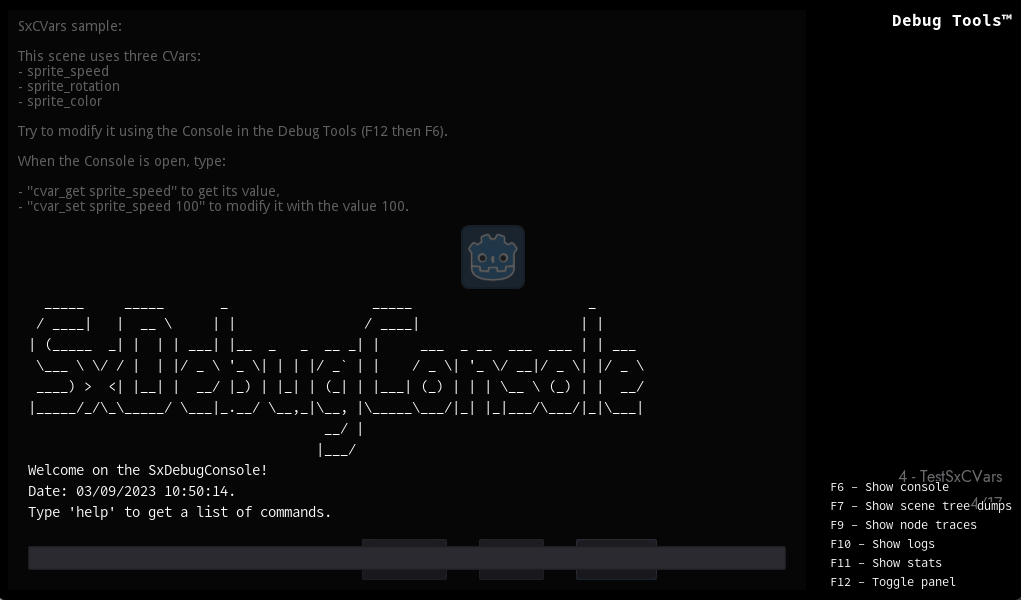 SxCVars sample:
Debug Tools™
This scene uses three CVars:
- sprite_speed
- sprite_rotation
- sprite_color
Try to modify it using the Console in the Debug Tools (F12 then F6).
When the Console is open, type:
- "cvar_get sprite_speed" to get its value,
- "cvar_set sprite_speed 100" to modify it with the value 100.
SxDebugConsole
Welcome on the SxDebugConsole!
Date: 03/09/2023 10:50:14.
Type 'help' to get a list of commands.
4 - TestSxCVars
4/17
F6 - Show console
F7 - Show scene tree dumps
F9 - Show node traces
F10 - Show logs
F11 - Show stats
F12 - Toggle panel